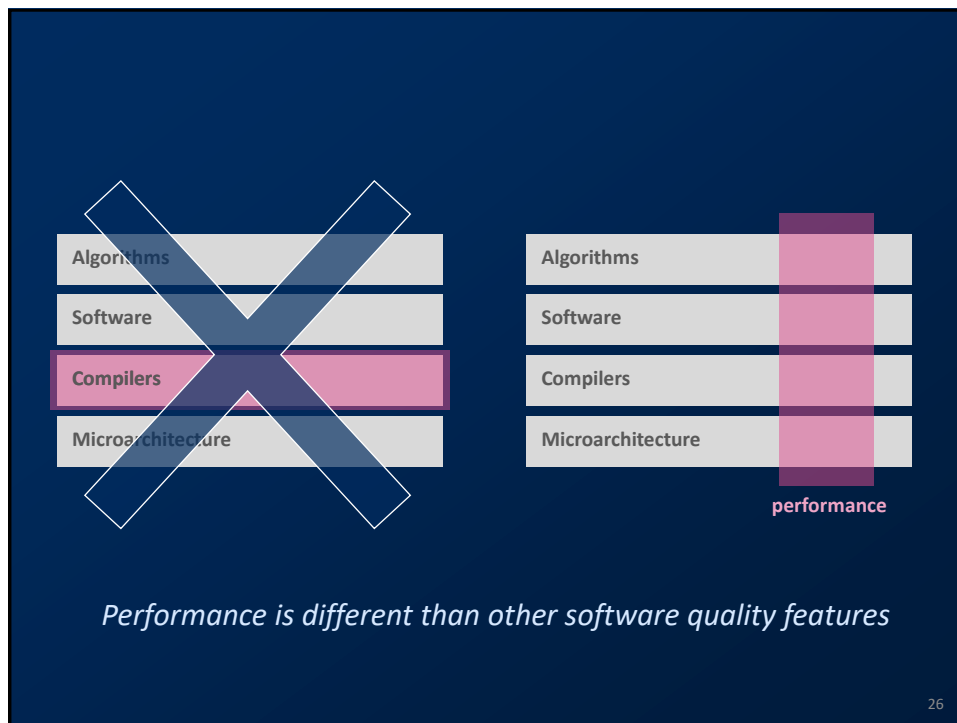 Algorithms
Software
Compilers
Microarchitecture
Algorithms
Software
Compilers
Microarchitecture
performance
Performance is different than other software quality features
26